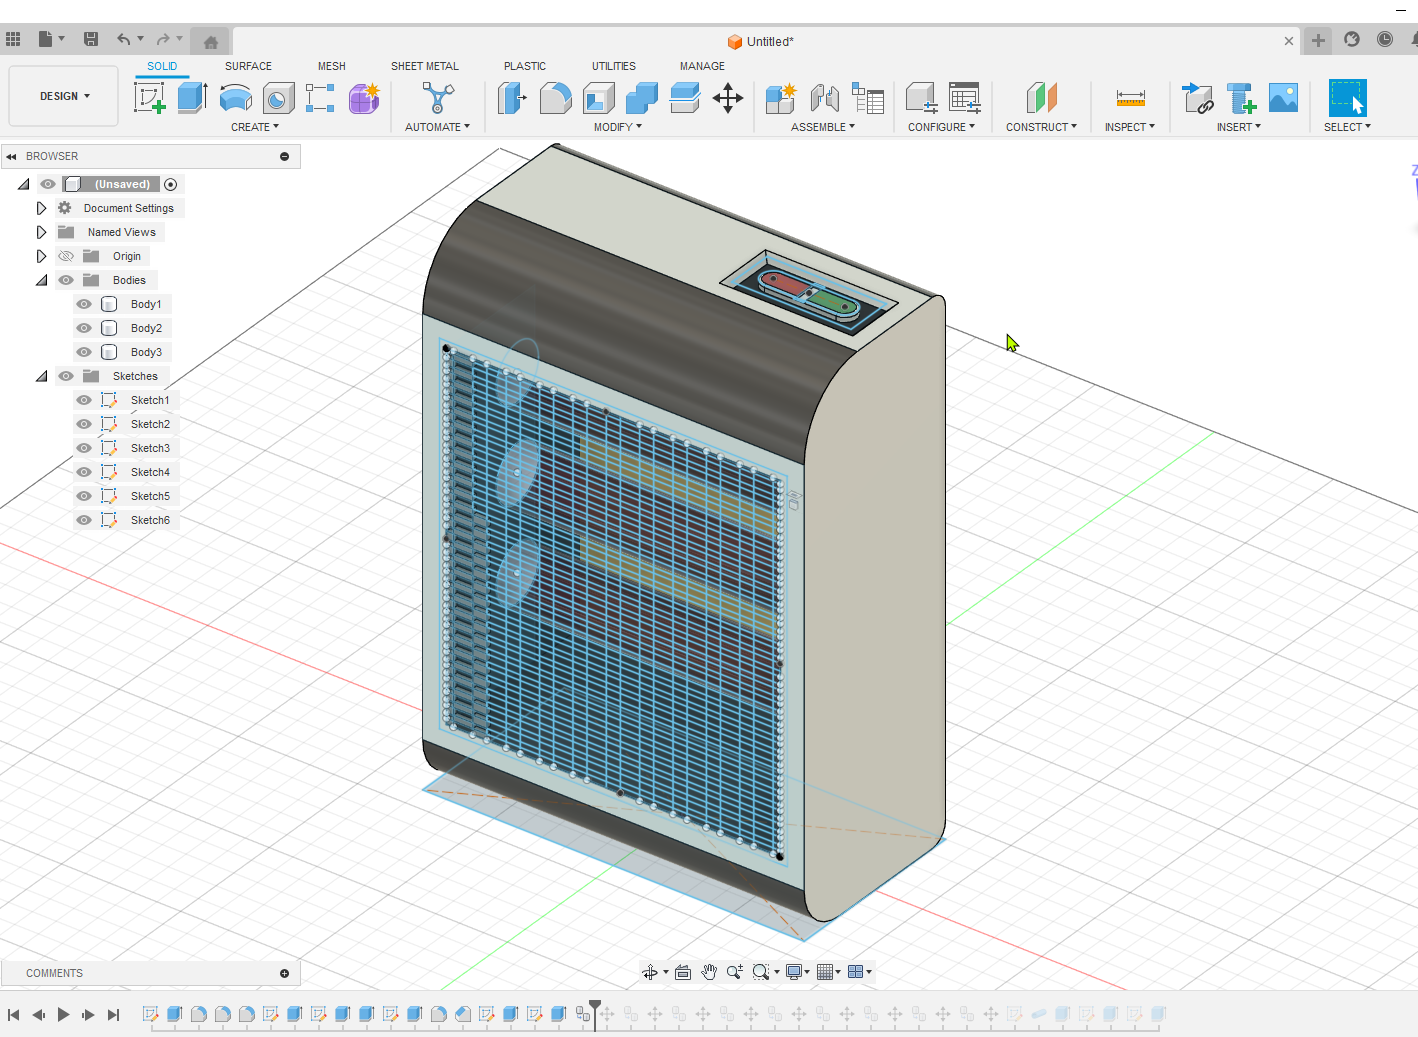 Untitled*
SOLID SURFACE MESH SHEET METAL PLASTIC UTILITIES MANAGE
DESIGN
CREATE AUTOMATE MODIFY ASSEMBLE CONFIGURE CONSTRUCT INSPECT INSERT SELECT
BROWSER
(Unsaved)
Document Settings
Named Views
Origin
Bodies
Body1
Body2
Body3
Sketches
Sketch1
Sketch2
Sketch3
Sketch4
Sketch5
Sketch6
Z
COMMENTS